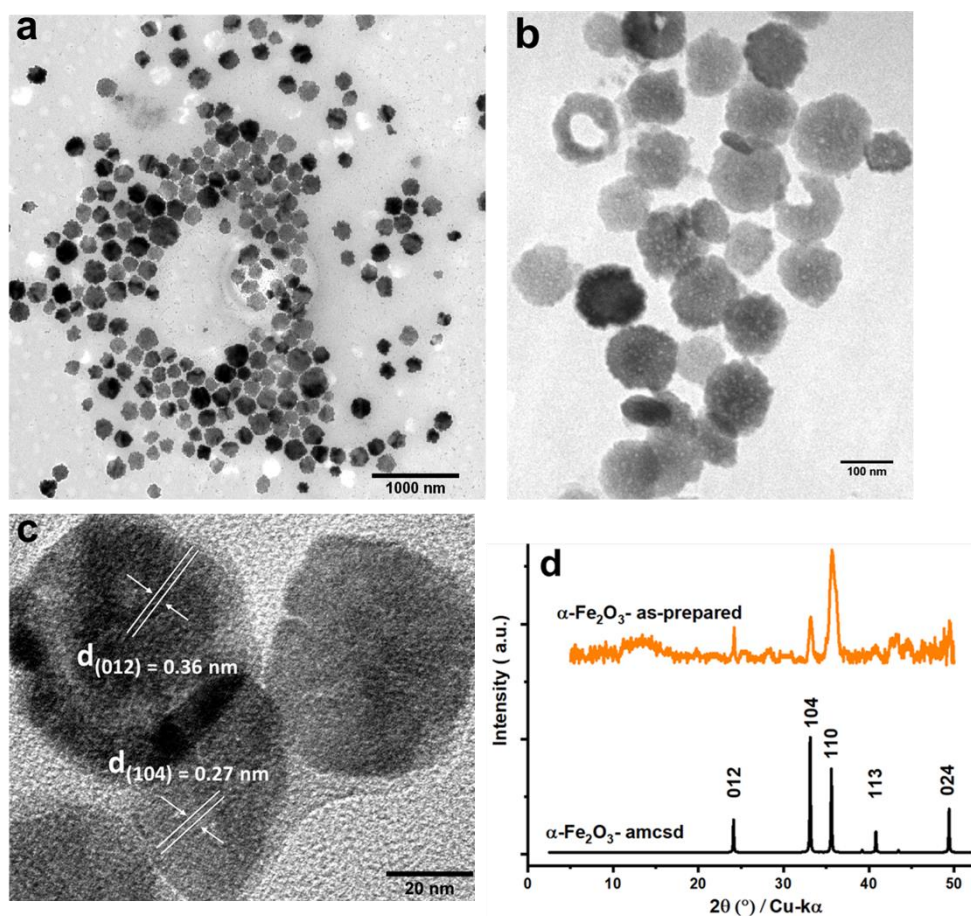 a
1000 nm
b
100 nm
c
d(012) = 0.36 nm
d(104) = 0.27 nm
20 nm
d
α-Fe₂O₃- as-prepared
Intensity ( a.u.)
012
104
110
113
024
α-Fe₂O₃- amcsd
0 10 20 30 40 50
2θ (°) / Cu-kα